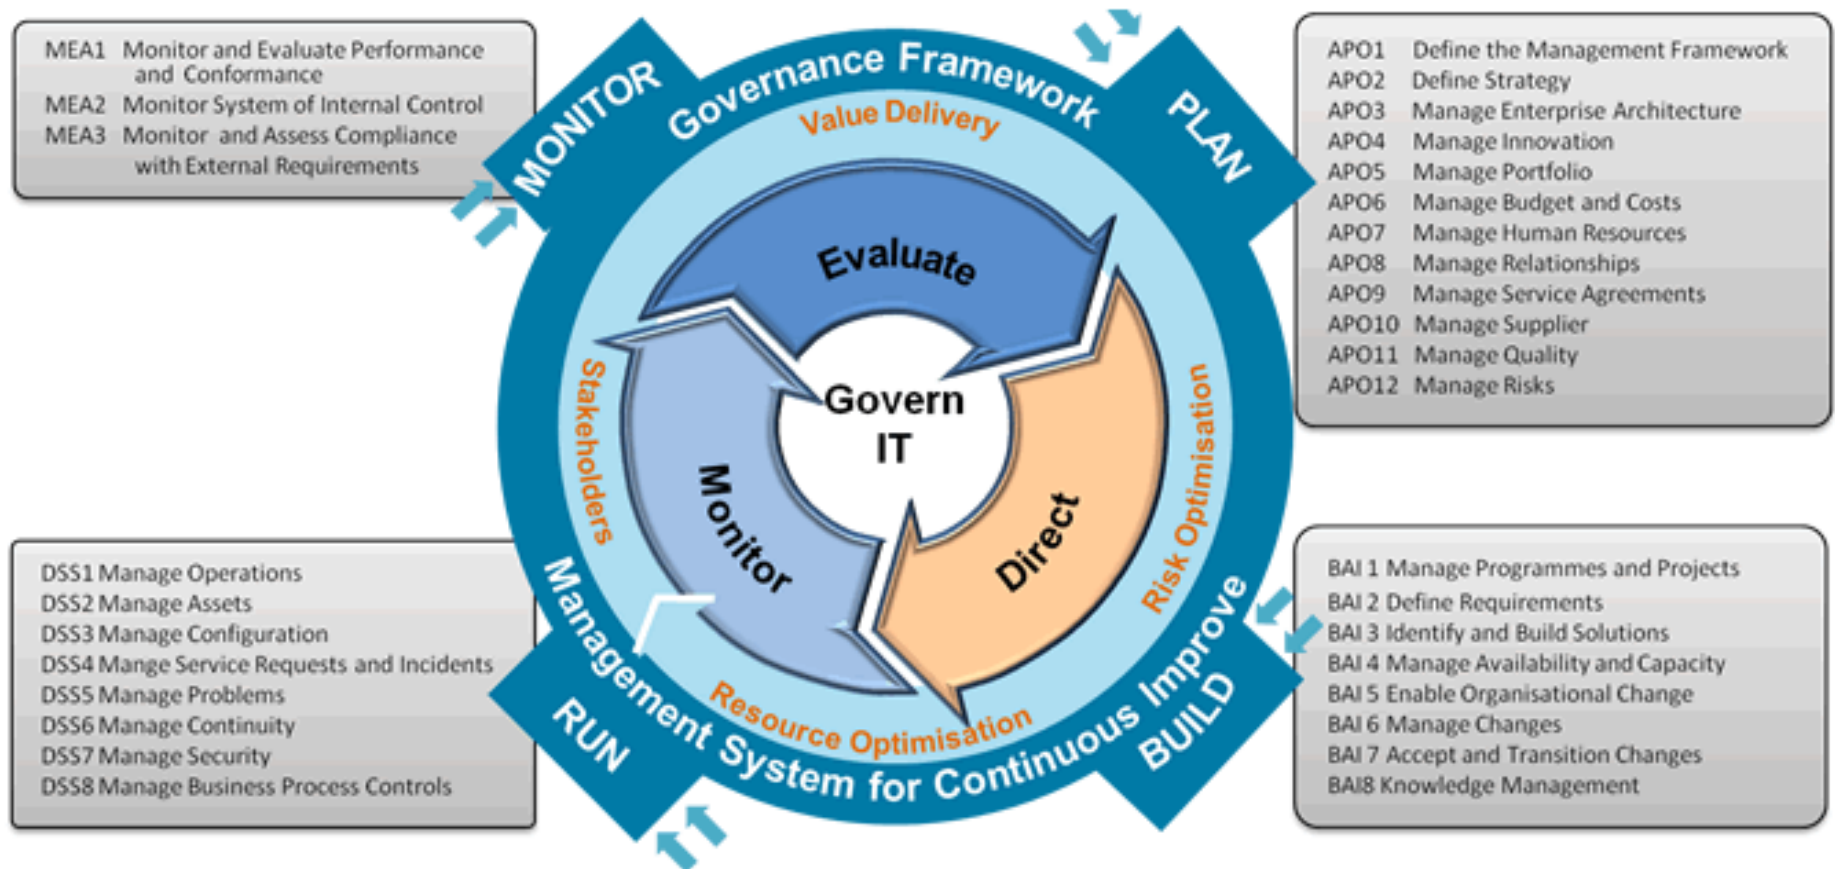 MEA1 Monitor and Evaluate Performance
and Conformance
MEA2 Monitor System of Internal Control
MEA3 Monitor and Assess Compliance
with External Requirements
MONITOR
Governance Framework
PLAN
APO1 Define the Management Framework
APO2 Define Strategy
APO3 Manage Enterprise Architecture
APO4 Manage Innovation
APO5 Manage Portfolio
APO6 Manage Budget and Costs
APO7 Manage Human Resources
APO8 Manage Relationships
APO9 Manage Service Agreements
APO10 Manage Supplier
APO11 Manage Quality
APO12 Manage Risks
Value Delivery
Evaluate
Stakeholders
Govern
IT
Risk Optimisation
Monitor
Direct
Resource Optimisation
Management System for Continuous Improve
DSS1 Manage Operations
DSS2 Manage Assets
DSS3 Manage Configuration
DSS4 Mange Service Requests and Incidents
DSS5 Manage Problems
DSS6 Manage Continuity
DSS7 Manage Security
DSS8 Manage Business Process Controls
RUN
BUILD
BAI 1 Manage Programmes and Projects
BAI 2 Define Requirements
BAI 3 Identify and Build Solutions
BAI 4 Manage Availability and Capacity
BAI 5 Enable Organisational Change
BAI 6 Manage Changes
BAI 7 Accept and Transition Changes
BAI8 Knowledge Management